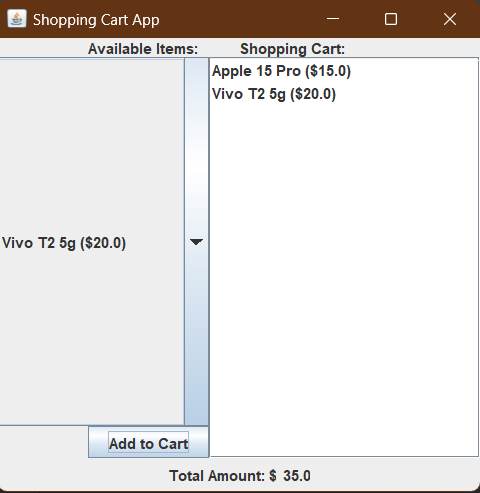 Shopping Cart App
Available Items: Shopping Cart:
Apple 15 Pro ($15.0)
Vivo T2 5g ($20.0)
Vivo T2 5g ($20.0)
Add to Cart
Total Amount: $ 35.0